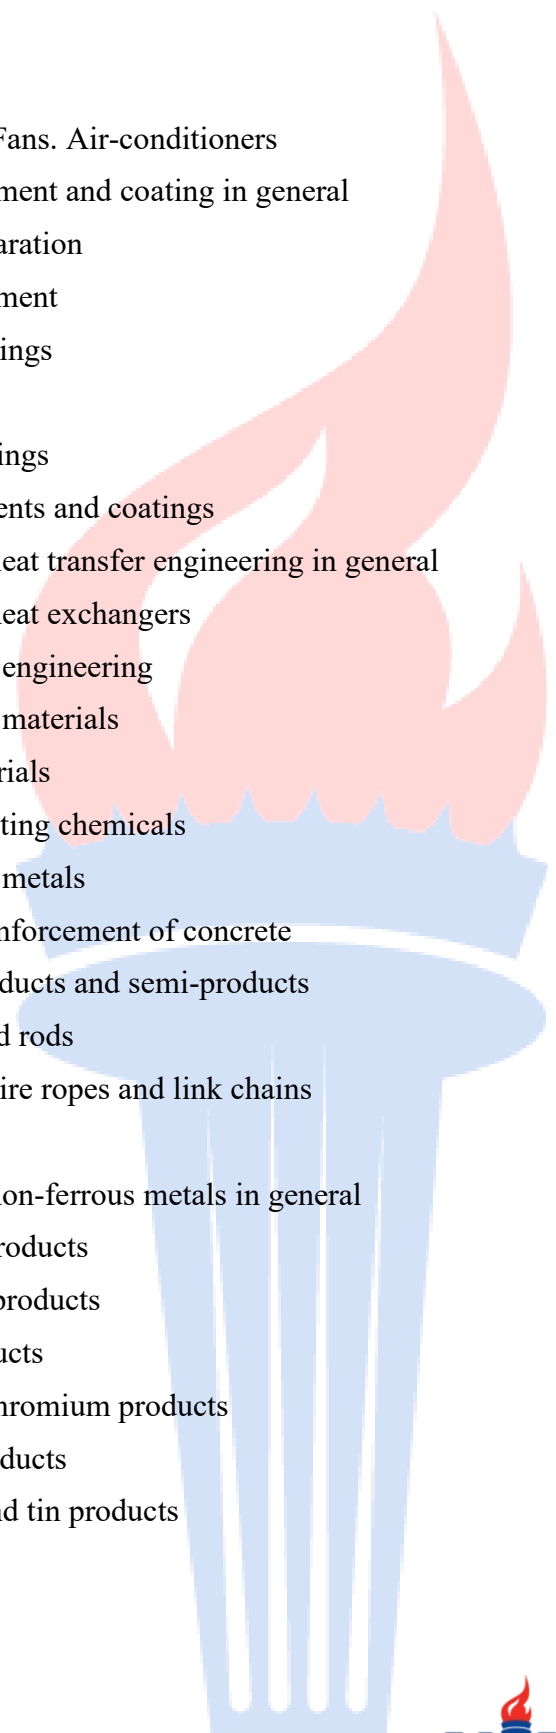 Fans. Air-conditioners
ment and coating in general
aration
ment
ings
ings
ents and coatings
eat transfer engineering in general
eat exchangers
engineering
materials
rials
ting chemicals
metals
nforcement of concrete
ducts and semi-products
d rods
ire ropes and link chains
on-ferrous metals in general
roducts
products
ucts
hromium products
ducts
nd tin products